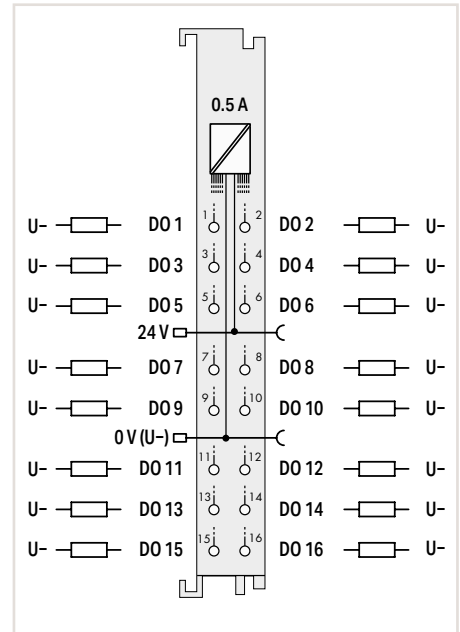 0.5 A
U– DO 1 1 2 DO 2 U–
U– DO 3 3 4 DO 4 U–
U– DO 5 5 6 DO 6 U–
24 V
U– DO 7 7 8 DO 8 U–
U– DO 9 9 10 DO 10 U–
0 V (U–)
U– DO 11 11 12 DO 12 U–
U– DO 13 13 14 DO 14 U–
U– DO 15 15 16 DO 16 U–